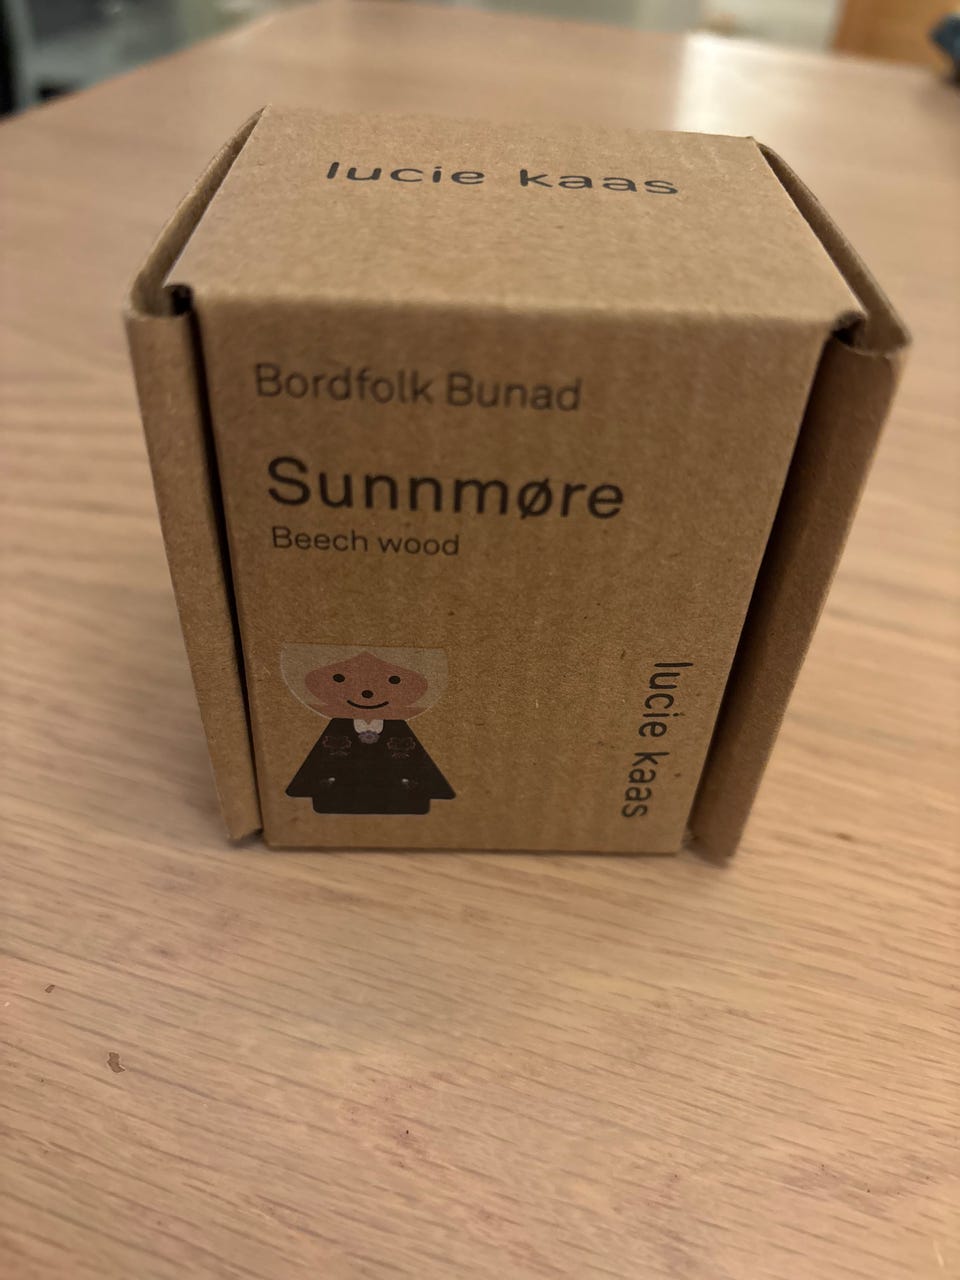 lucie kaas
Bordfolk Bunad
Sunnmøre
Beech wood
lucie kaas